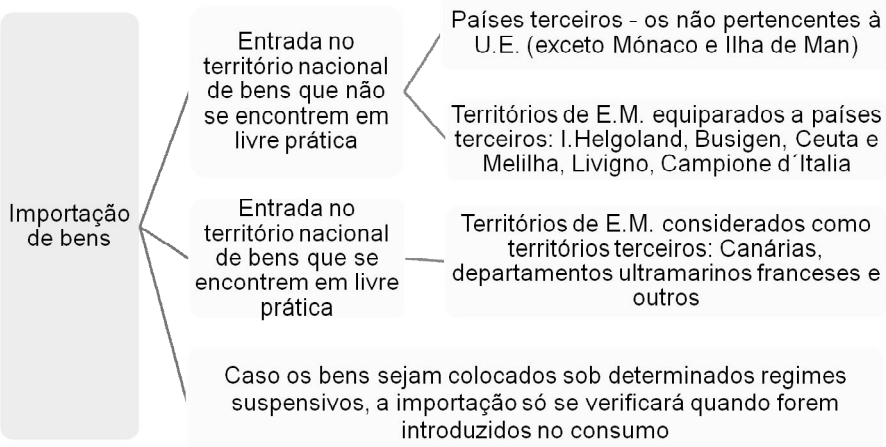 Importação
de bens
Entrada no
território nacional
de bens que não
se encontrem em
livre prática
Países terceiros - os não pertencentes à
U.E. (exceto Mónaco e Ilha de Man)
Territórios de E.M. equiparados a países
terceiros: I.Helgoland, Busigen, Ceuta e
Melilha, Livigno, Campione d´Italia
Entrada no
território nacional
de bens que se
encontrem em livre
prática
Territórios de E.M. considerados como
territórios terceiros: Canárias,
departamentos ultramarinos franceses e
outros
Caso os bens sejam colocados sob determinados regimes
suspensivos, a importação só se verificará quando forem
introduzidos no consumo